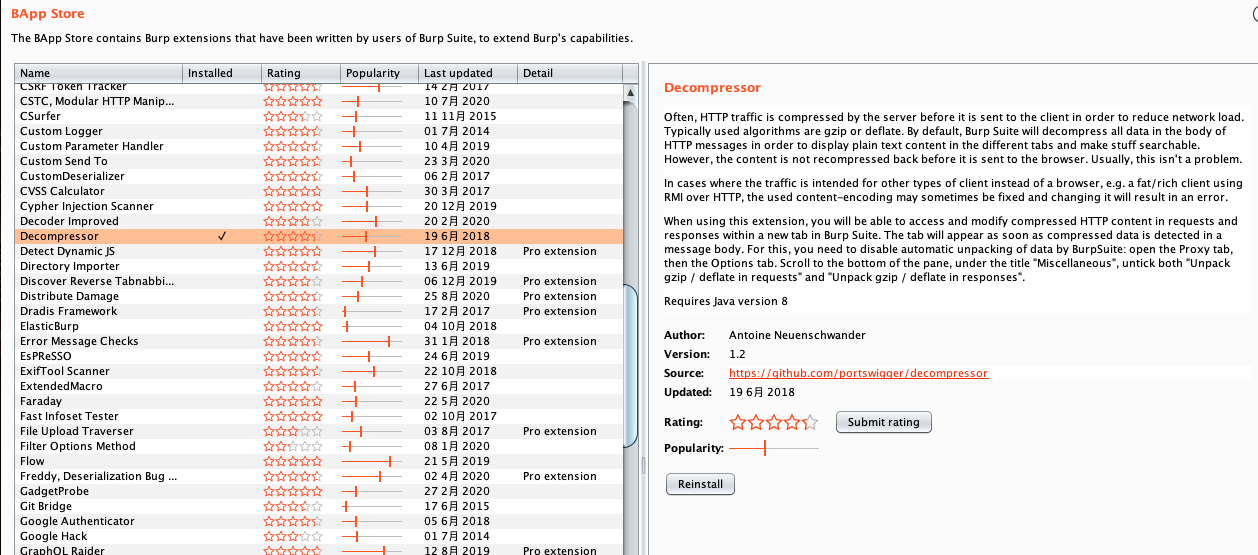 BApp Store
The BApp Store contains Burp extensions that have been written by users of Burp Suite, to extend Burp's capabilities.
Name Installed Rating Popularity Last updated Detail
CSRF Token Tracker 14 2月 2017
CSTC, Modular HTTP Manip... 10 7月 2020
CSurfer 11 11月 2015
Custom Logger 01 7月 2014
Custom Parameter Handler 10 4月 2019
Custom Send To 23 3月 2020
CustomDeserializer 06 2月 2017
CVSS Calculator 30 3月 2017
Cypher Injection Scanner 20 12月 2019
Decoder Improved 20 2月 2020
Decompressor ✓ 19 6月 2018
Detect Dynamic JS 17 12月 2018 Pro extension
Directory Importer 13 6月 2019
Discover Reverse Tabnabbi... 06 12月 2019 Pro extension
Distribute Damage 25 8月 2020 Pro extension
Dradis Framework 17 2月 2017 Pro extension
ElasticBurp 04 10月 2018
Error Message Checks 31 1月 2018 Pro extension
EsPReSSO 24 6月 2019
ExifTool Scanner 22 10月 2018
ExtendedMacro 27 6月 2017
Faraday 22 5月 2020
Fast Infoset Tester 02 10月 2017
File Upload Traverser 03 8月 2017 Pro extension
Filter Options Method 08 1月 2020
Flow 21 5月 2019
Freddy, Deserialization Bug ... 02 4月 2020 Pro extension
GadgetProbe 27 2月 2020
Git Bridge 17 6月 2015
Google Authenticator 05 6月 2018
Google Hack 01 7月 2014
GraphQL Raider 12 8月 2019 Pro extension
Decompressor
Often, HTTP traffic is compressed by the server before it is sent to the client in order to reduce network load.
Typically used algorithms are gzip or deflate. By default, Burp Suite will decompress all data in the body of
HTTP messages in order to display plain text content in the different tabs and make stuff searchable.
However, the content is not recompressed back before it is sent to the browser. Usually, this isn't a problem.
In cases where the traffic is intended for other types of client instead of a browser, e.g. a fat/rich client using
RMI over HTTP, the used content-encoding may sometimes be fixed and changing it will result in an error.
When using this extension, you will be able to access and modify compressed HTTP content in requests and
responses within a new tab in Burp Suite. The tab will appear as soon as compressed data is detected in a
message body. For this, you need to disable automatic unpacking of data by BurpSuite: open the Proxy tab,
then the Options tab. Scroll to the bottom of the pane, under the title "Miscellaneous", untick both "Unpack
gzip / deflate in requests" and "Unpack gzip / deflate in responses".
Requires Java version 8
Author: Antoine Neuenschwander
Version: 1.2
Source: https://github.com/portswigger/decompressor
Updated: 19 6月 2018
Rating: Submit rating
Popularity:
Reinstall